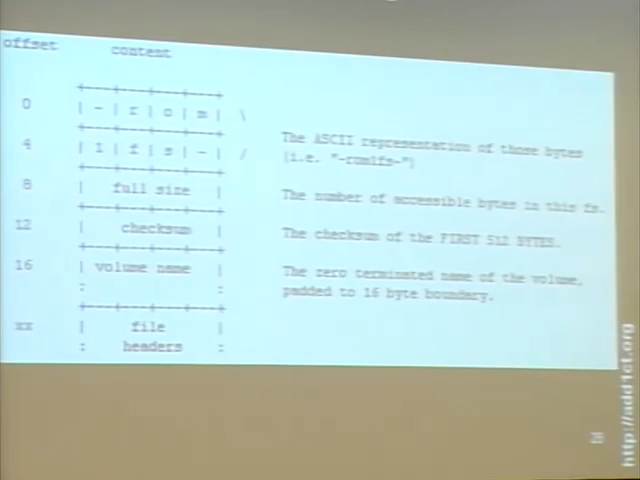 offset content
+---+---+---+---+
0 | - | r | o | m | \
+---+---+---+---+ The ASCII representation of those bytes
4 | 1 | f | s | - | / (i.e. "-rom1fs-")
+---+---+---+---+
8 | full size | The number of accessible bytes in this fs.
+---+---+---+---+
12 | checksum | The checksum of the FIRST 512 BYTES.
+---+---+---+---+
16 | volume name | The zero terminated name of the volume,
: : padded to 16 byte boundary.
+---+---+---+---+
xx | file |
: headers :
http://add1ct.org